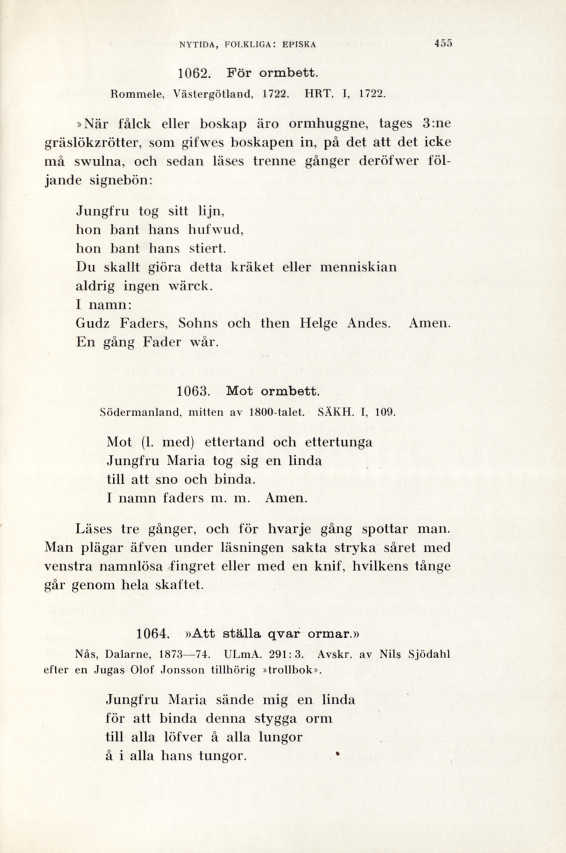 NYTIDA, FOLKLIGA: EPISKA 455
1062. För ormbett.
Rommele, Västergötland, 1722. HRT. I, 1722.
»När fålck eller boskap äro ormhuggne, tages 3:ne
gräslökzrötter, som gifwes boskapen in, på det att det icke
må swulna, och sedan läses trenne gånger deröfwer föl-
jande signebön:
Jungfru tog sitt lijn,
hon bant hans hufwud,
hon bant hans stiert.
Du skallt giöra detta kräket eller menniskian
aldrig ingen wärck.
I namn:
Gudz Faders, Sohns och then Helge Andes. Amen.
En gång Fader wår.
1063. Mot ormbett.
Södermanland, mitten av 1800-talet. SÄKH. I, 109.
Mot (l. med) ettertand och ettertunga
Jungfru Maria tog sig en linda
till att sno och binda.
I namn faders m. m. Amen.
Läses tre gånger, och för hvarje gång spottar man.
Man plägar äfven under läsningen sakta stryka såret med
venstra namnlösa fingret eller med en knif, hvilkens tånge
går genom hela skaftet.
1064. »Att ställa qvar ormar.»
Nås, Dalarne, 1873—74. ULmA. 291: 3. Avskr. av Nils Sjödahl
efter en Jugas Olof Jonsson tillhörig »trollbok».
Jungfru Maria sände mig en linda
för att binda denna stygga orm
till alla löfver å alla lungor
å i alla hans tungor.